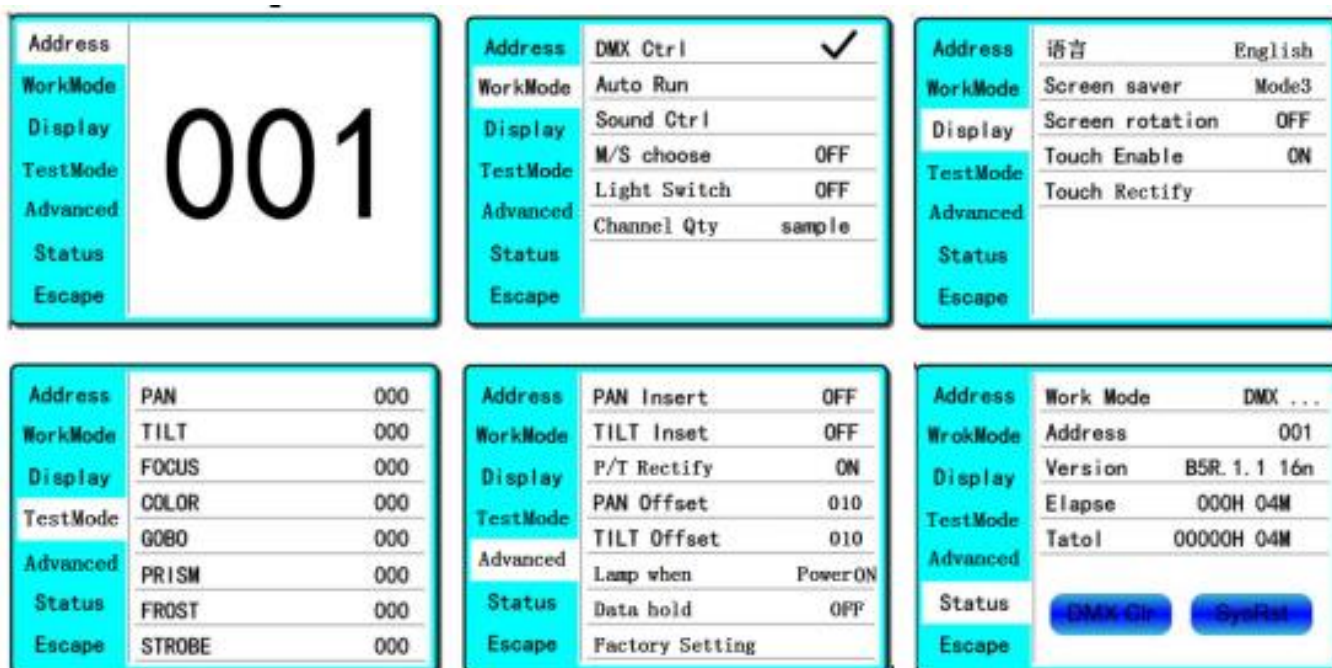 Address
WorkMode
Display
TestMode
Advanced
Status
Escape
001
Address
WorkMode
Display
TestMode
Advanced
Status
Escape
DMX Ctrl ✓
Auto Run
Sound Ctrl
M/S choose OFF
Light Switch OFF
Channel Qty sample
Address
WorkMode
Display
TestMode
Advanced
Status
Escape
语言 English
Screen saver Mode3
Screen rotation OFF
Touch Enable ON
Touch Rectify
Address
WorkMode
Display
TestMode
Advanced
Status
Escape
PAN 000
TILT 000
FOCUS 000
COLOR 000
GOBO 000
PRISM 000
FROST 000
STROBE 000
Address
WorkMode
Display
TestMode
Advanced
Status
Escape
PAN Insert OFF
TILT Inset OFF
P/T Rectify ON
PAN Offset 010
TILT Offset 010
Lamp when PowerON
Data hold OFF
Factory Setting
Address
WrokMode
Display
TestMode
Advanced
Status
Escape
Work Mode DMX ...
Address 001
Version B5R.1.1 16n
Elapse 000H 04M
Tatol 00000H 04M
DMX Clr SysRst